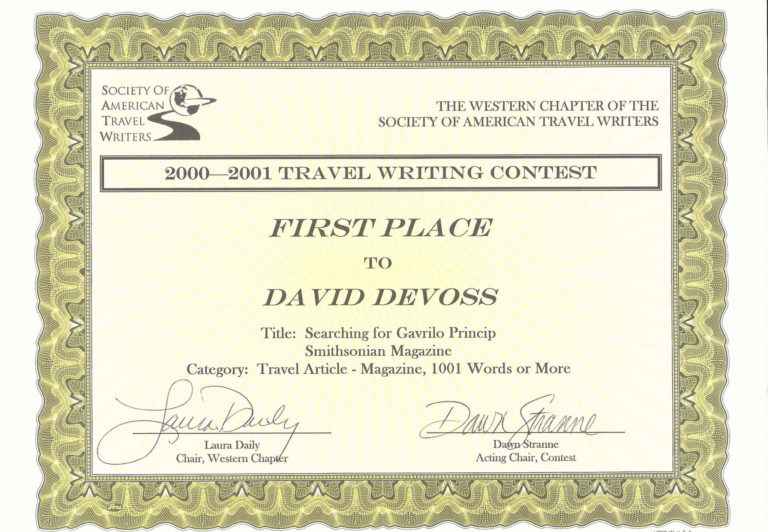 SOCIETY OF
AMERICAN
TRAVEL
WRITERS
THE WESTERN CHAPTER OF THE
SOCIETY OF AMERICAN TRAVEL WRITERS
2000—2001 TRAVEL WRITING CONTEST
FIRST PLACE
TO
DAVID DEVOSS
Title: Searching for Gavrilo Princip
Smithsonian Magazine
Category: Travel Article - Magazine, 1001 Words or More
Laura Daily
Dawn Stranne
Laura Daily
Chair, Western Chapter
Dawn Stranne
Acting Chair, Contest